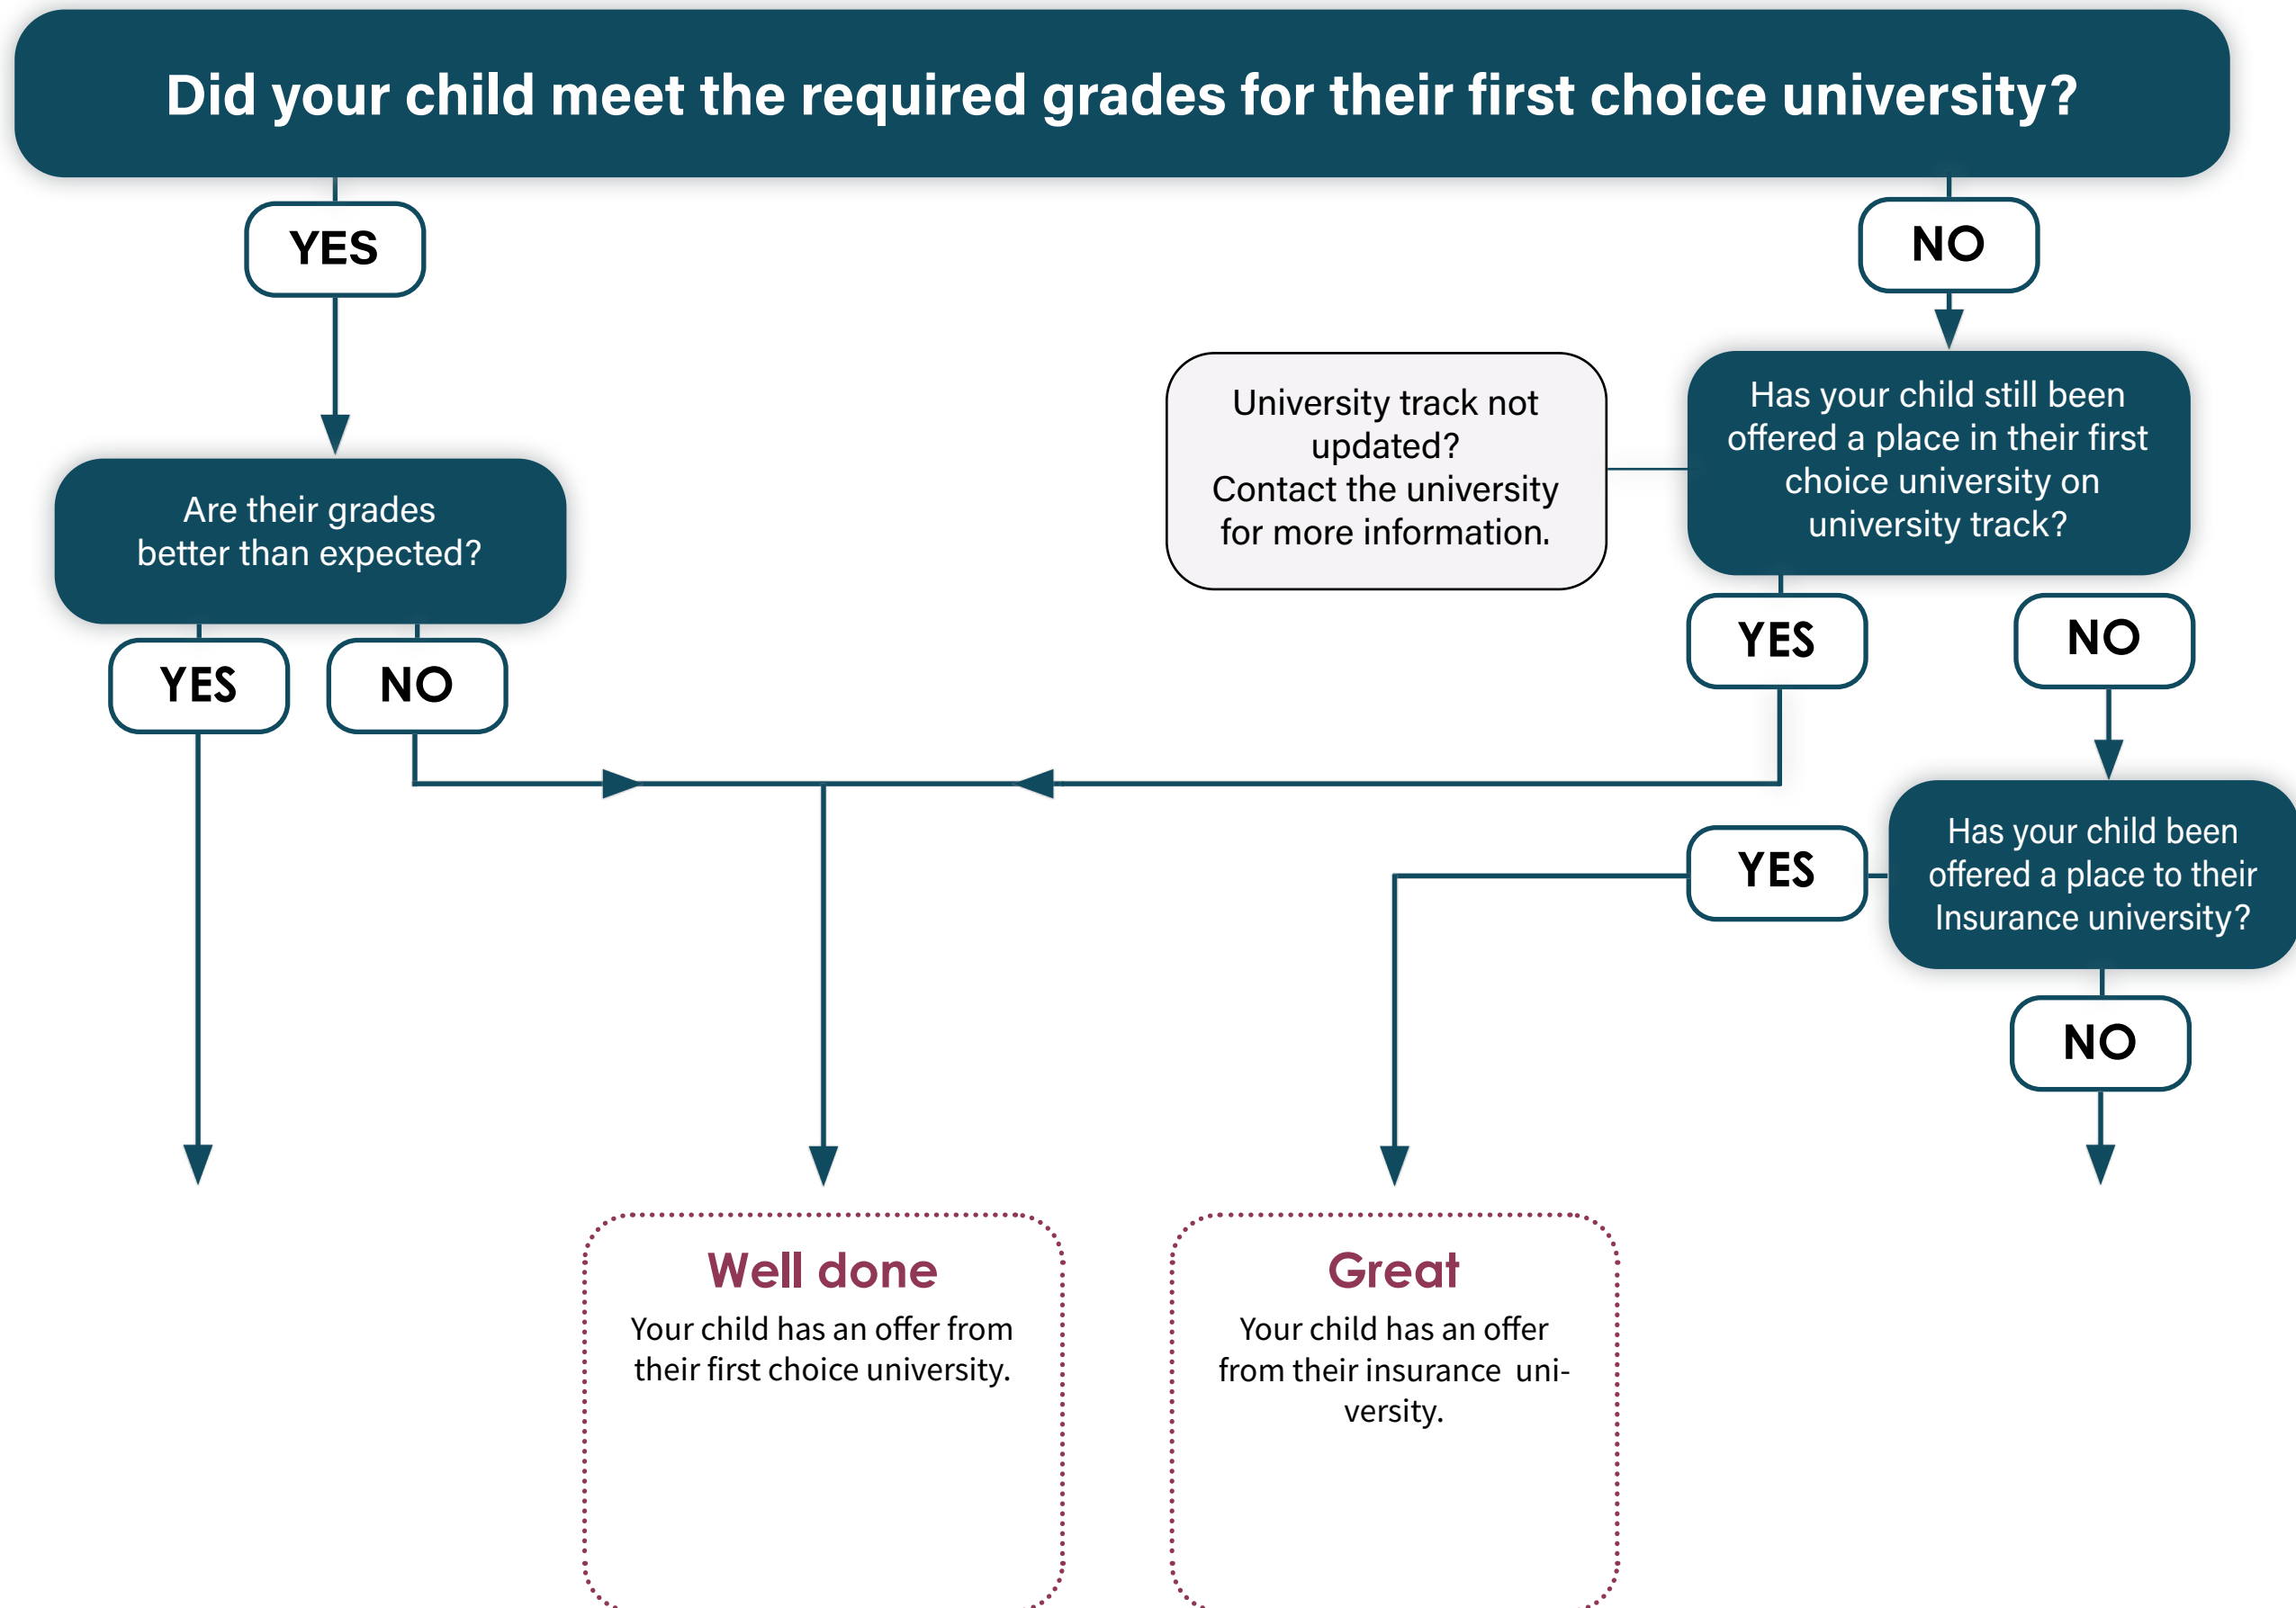 Did your child meet the required grades for their first choice university?
YES
NO
University track not
updated?
Contact the university
for more information.
Has your child still been
offered a place in their first
choice university on
university track?
Are their grades
better than expected?
YES
NO
YES
NO
Has your child been
offered a place to their
Insurance university?
YES
NO
Well done
Your child has an offer from
their first choice university.
Great
Your child has an offer
from their insurance  uni-
versity.